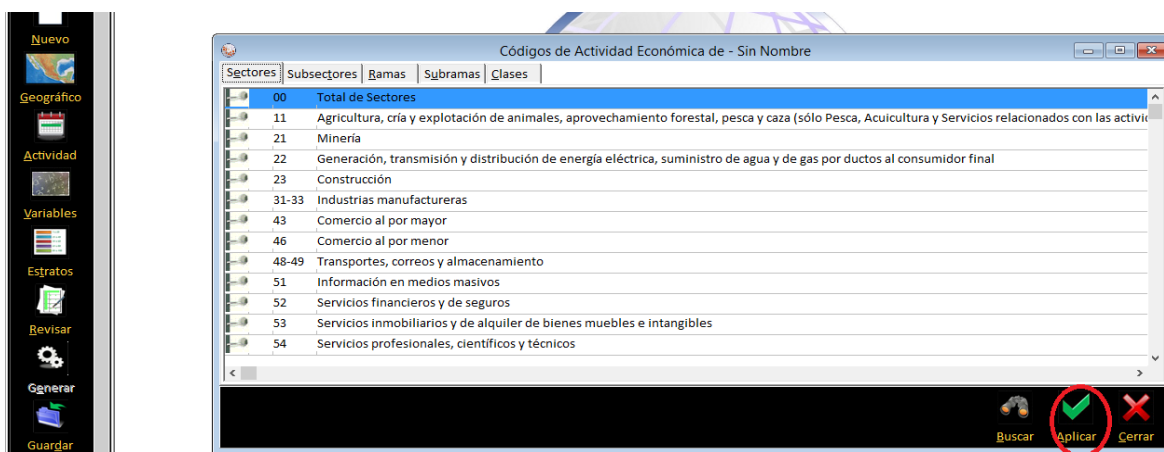 Nuevo
Geográfico
Actividad
Variables
Estratos
Revisar
Generar
Guardar
Códigos de Actividad Económica de - Sin Nombre
Sectores Subsectores Ramas Subramas Clases
00 Total de Sectores
11 Agricultura, cría y explotación de animales, aprovechamiento forestal, pesca y caza (sólo Pesca, Acuicultura y Servicios relacionados con las activi
21 Minería
22 Generación, transmisión y distribución de energía eléctrica, suministro de agua y de gas por ductos al consumidor final
23 Construcción
31-33 Industrias manufactureras
43 Comercio al por mayor
46 Comercio al por menor
48-49 Transportes, correos y almacenamiento
51 Información en medios masivos
52 Servicios financieros y de seguros
53 Servicios inmobiliarios y de alquiler de bienes muebles e intangibles
54 Servicios profesionales, científicos y técnicos
Buscar Aplicar Cerrar